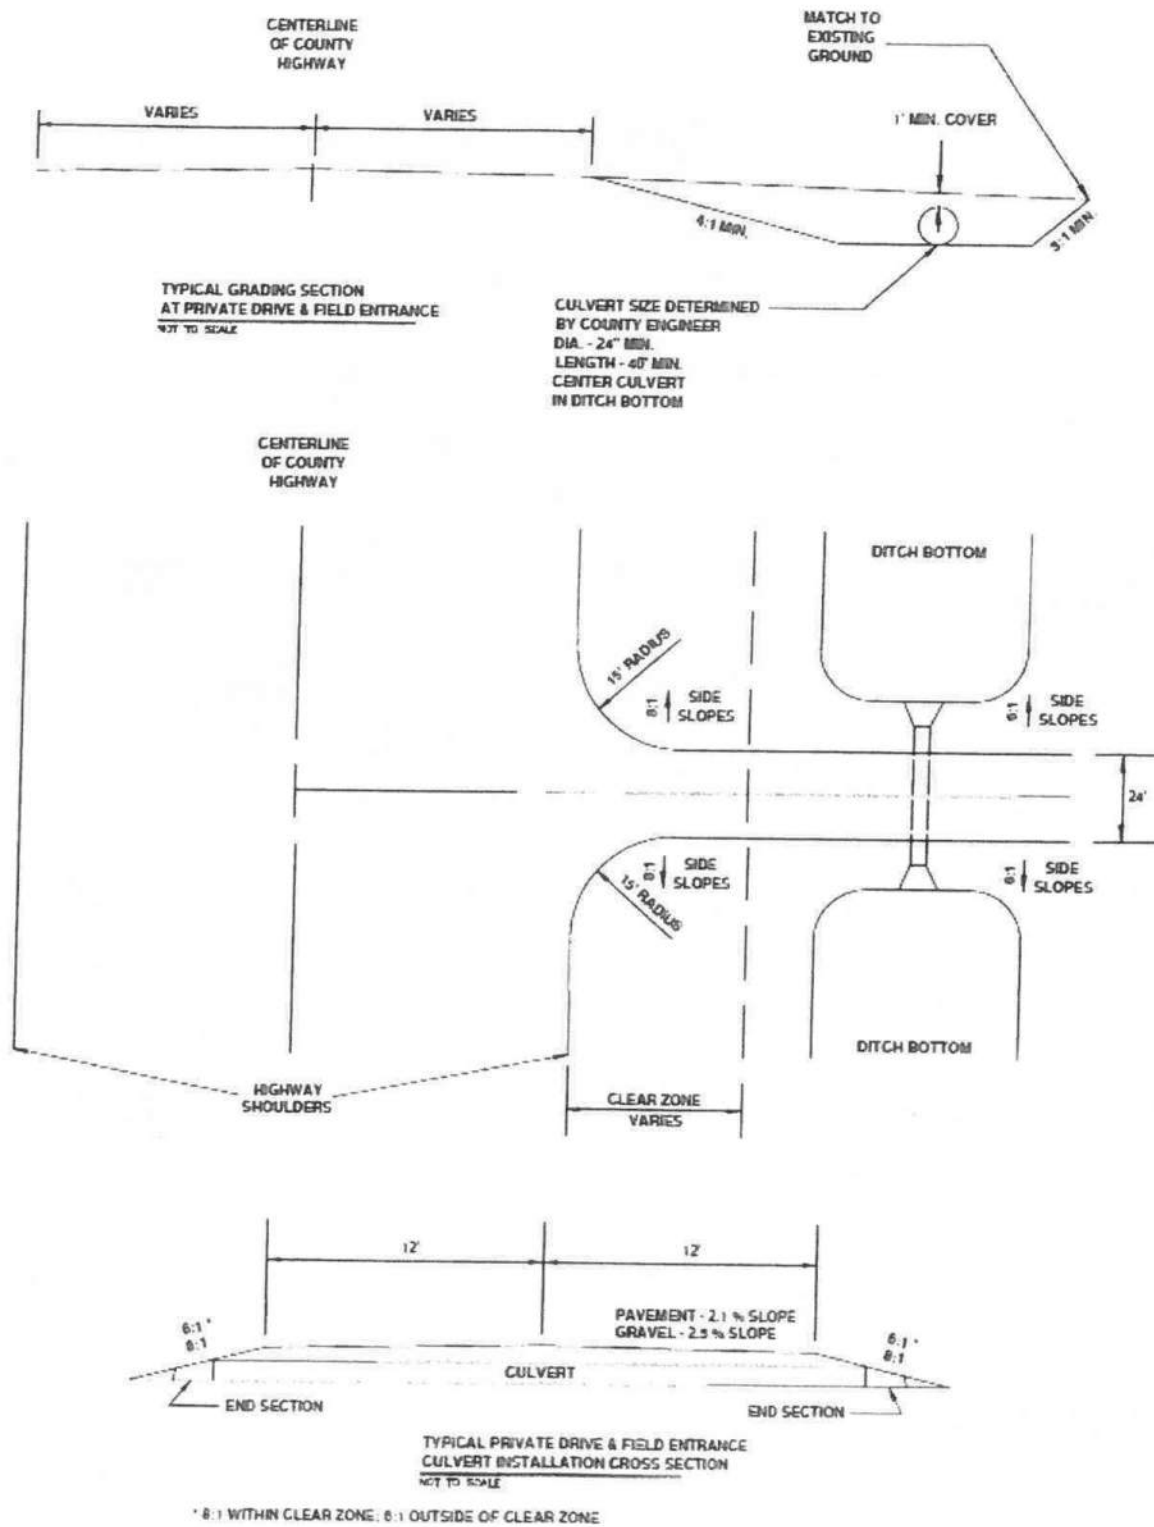 CENTERLINE
OF COUNTY
HIGHWAY
MATCH TO
EXISTING
GROUND
VARIES
VARIES
1' MIN. COVER
4:1 MIN.
3:1 MIN.
TYPICAL GRADING SECTION
AT PRIVATE DRIVE & FIELD ENTRANCE
NOT TO SCALE
CULVERT SIZE DETERMINED
BY COUNTY ENGINEER
DIA. - 24" MIN.
LENGTH - 40' MIN.
CENTER CULVERT
IN DITCH BOTTOM
CENTERLINE
OF COUNTY
HIGHWAY
DITCH BOTTOM
15' RADIUS
8:1
SIDE
SLOPES
6:1
SIDE
SLOPES
24'
8:1
SIDE
SLOPES
6:1
SIDE
SLOPES
15' RADIUS
DITCH BOTTOM
HIGHWAY
SHOULDERS
CLEAR ZONE
VARIES
12'
12'
PAVEMENT - 2.1 % SLOPE
GRAVEL - 2.5 % SLOPE
6:1 *
8:1
6:1 *
8:1
CULVERT
END SECTION
END SECTION
TYPICAL PRIVATE DRIVE & FIELD ENTRANCE
CULVERT INSTALLATION CROSS SECTION
NOT TO SCALE
* 8:1 WITHIN CLEAR ZONE; 6:1 OUTSIDE OF CLEAR ZONE